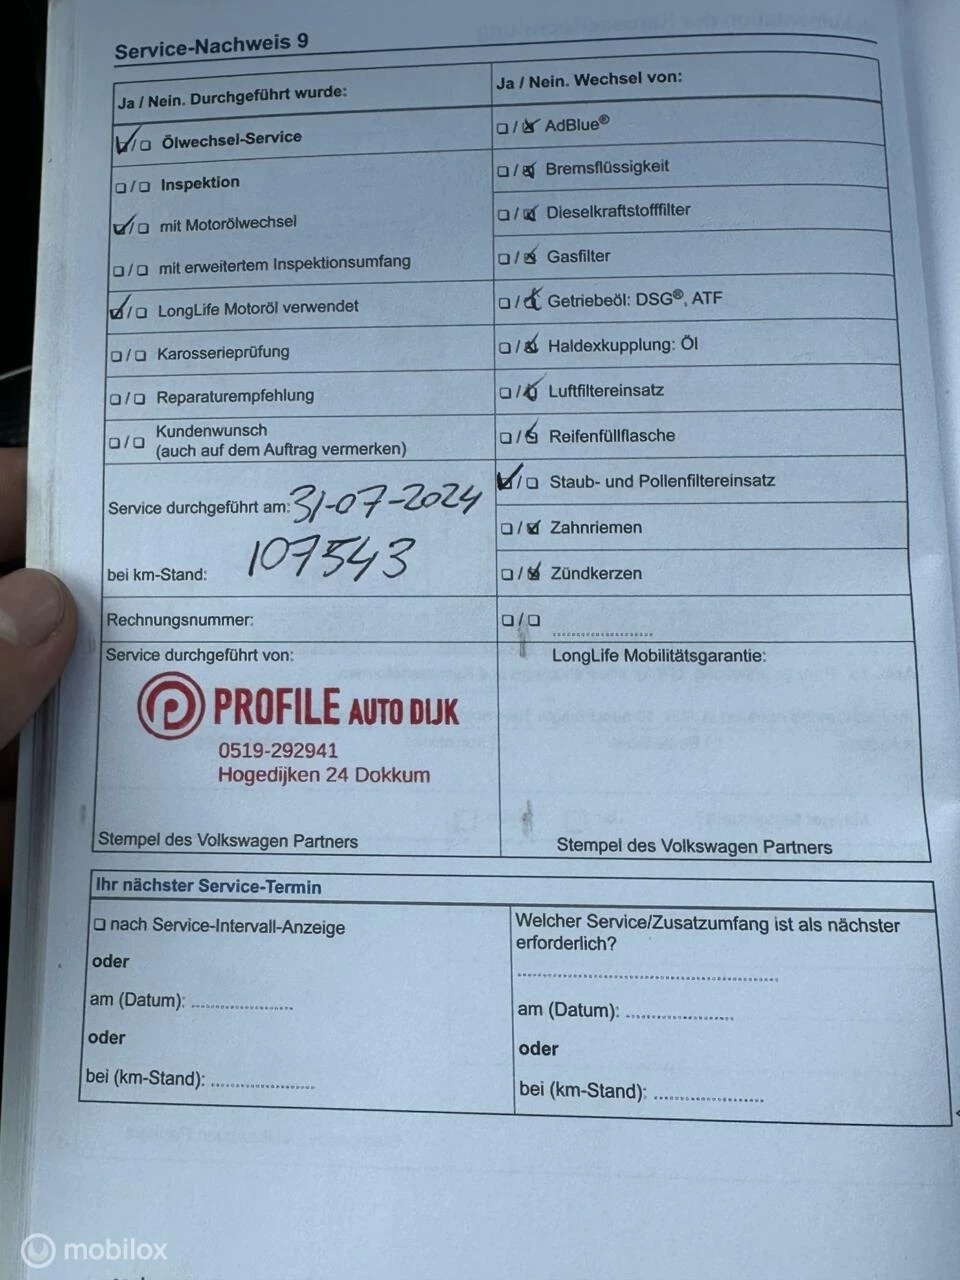 Service-Nachweis 9
Ja / Nein. Durchgeführt wurde:
Ölwechsel-Service
Inspektion
mit Motorölwechsel
mit erweitertem Inspektionsumfang
LongLife Motoröl verwendet
Karosserieprüfung
Reparaturempfehlung
Kundenwunsch
(auch auf dem Auftrag vermerken)
Service durchgeführt am: 31-07-2024
bei km-Stand: 107543
Rechnungsnummer:
Service durchgeführt von:
PROFILE AUTO DIJK
0519-292941
Hogedijken 24 Dokkum
Stempel des Volkswagen Partners
Ja / Nein. Wechsel von:
AdBlue®
Bremsflüssigkeit
Dieselkraftstofffilter
Gasfilter
Getriebeöl: DSG®, ATF
Haldexkupplung: Öl
Luftfiltereinsatz
Reifenfüllflasche
Staub- und Pollenfiltereinsatz
Zahnriemen
Zündkerzen
LongLife Mobilitätsgarantie:
Stempel des Volkswagen Partners
Ihr nächster Service-Termin
nach Service-Intervall-Anzeige
oder
am (Datum):
oder
bei (km-Stand):
Welcher Service/Zusatzumfang ist als nächster
erforderlich?
am (Datum):
oder
bei (km-Stand):
mobilox